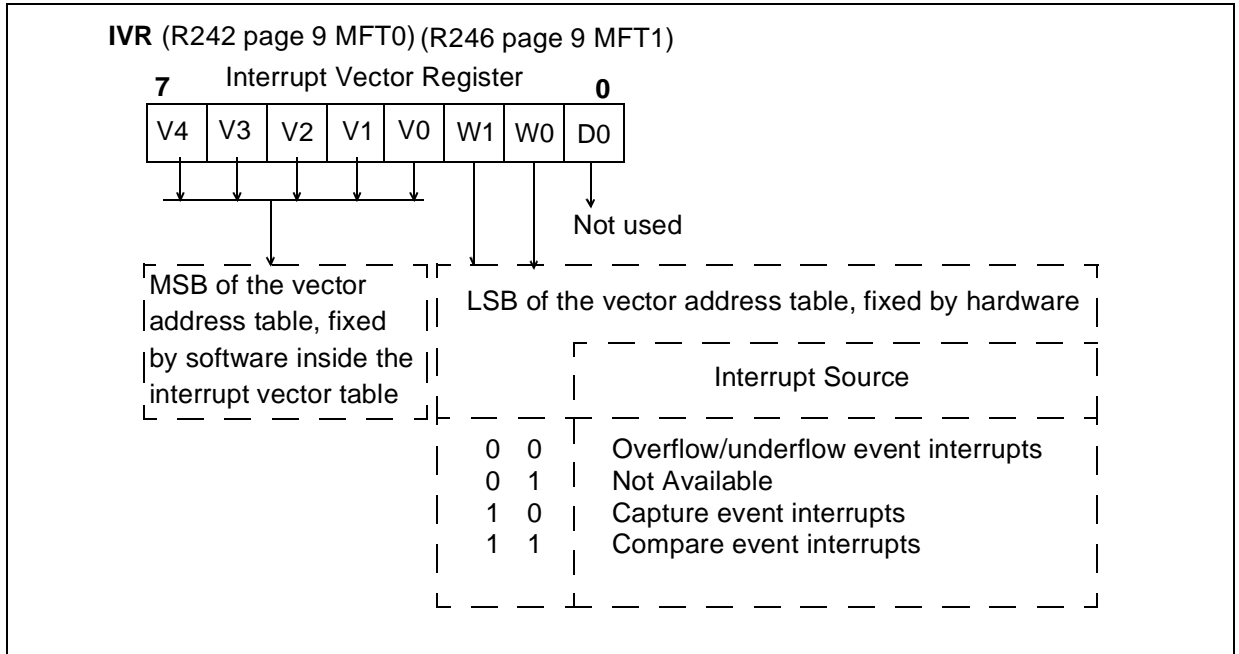 IVR (R242 page 9 MFT0) (R246 page 9 MFT1)
Interrupt Vector Register
7 0
V4 V3 V2 V1 V0 W1 W0 D0
Not used
MSB of the vector
address table, fixed
by software inside the
interrupt vector table
LSB of the vector address table, fixed by hardware
Interrupt Source
0 0 Overflow/underflow event interrupts
0 1 Not Available
1 0 Capture event interrupts
1 1 Compare event interrupts